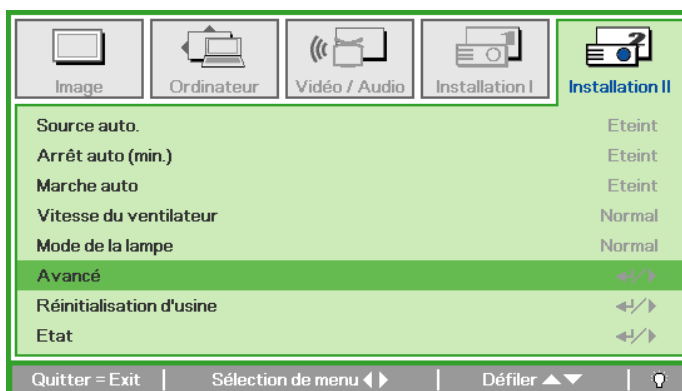 Image Ordinateur Vidéo / Audio Installation I Installation II
Source auto. Eteint
Arrêt auto (min.) Eteint
Marche auto Eteint
Vitesse du ventilateur Normal
Mode de la lampe Normal
Avancé
Réinitialisation d'usine
Etat
Quitter = Exit Sélection de menu Défiler